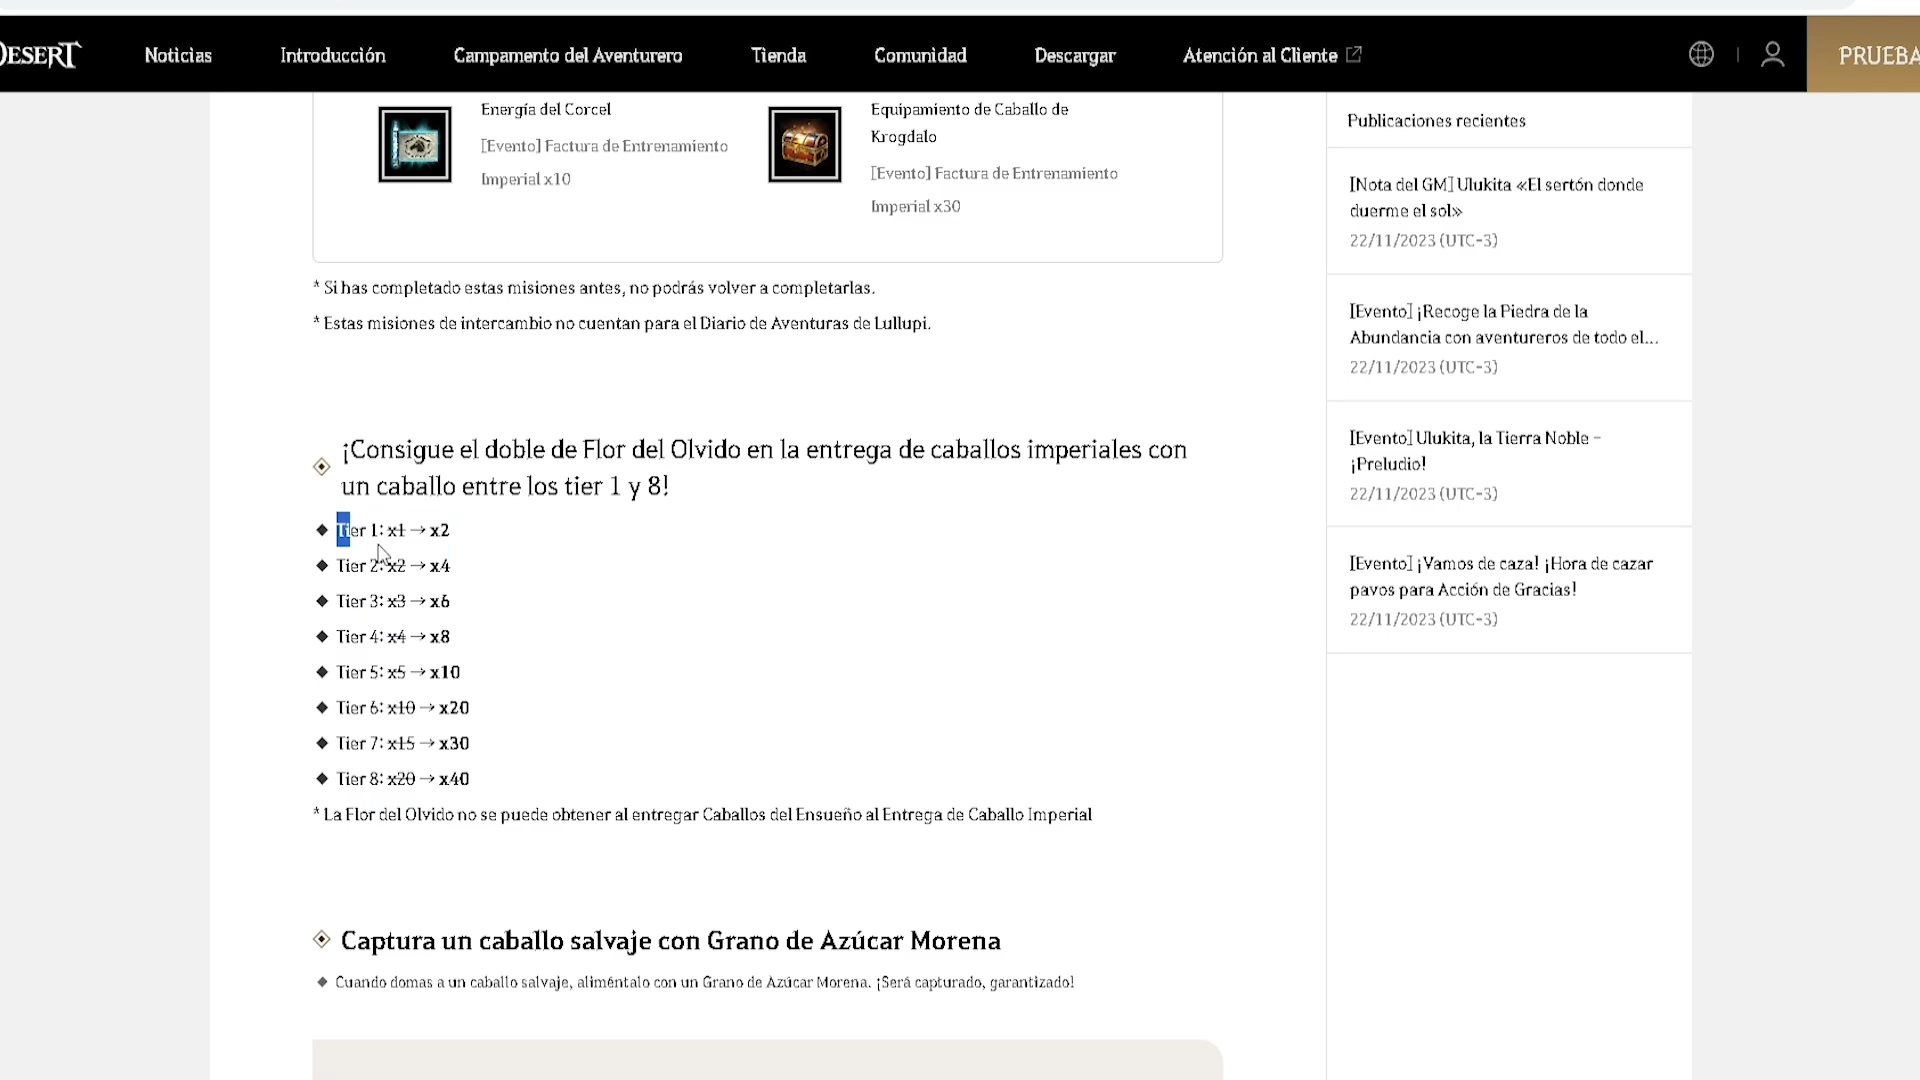 DESERT
Noticias
Introducción
Campamento del Aventurero
Tienda
Comunidad
Descargar
Atención al Cliente
PRUEBA
Energía del Corcel
[Evento] Factura de Entrenamiento
Imperial x10
Equipamiento de Caballo de
Krogdalo
[Evento] Factura de Entrenamiento
Imperial x30
* Si has completado estas misiones antes, no podrás volver a completarlas.
* Estas misiones de intercambio no cuentan para el Diario de Aventuras de Lullupi.
¡Consigue el doble de Flor del Olvido en la entrega de caballos imperiales con
un caballo entre los tier 1 y 8!
Tier 1: x1 → x2
Tier 2: x2 → x4
Tier 3: x3 → x6
Tier 4: x4 → x8
Tier 5: x5 → x10
Tier 6: x10 → x20
Tier 7: x15 → x30
Tier 8: x20 → x40
* La Flor del Olvido no se puede obtener al entregar Caballos del Ensueño al Entrega de Caballo Imperial
Captura un caballo salvaje con Grano de Azúcar Morena
Cuando domas a un caballo salvaje, aliméntalo con un Grano de Azúcar Morena. ¡Será capturado, garantizado!
Publicaciones recientes
[Nota del GM] Ulukita «El sertón donde
duerme el sol»
22/11/2023 (UTC-3)
[Evento] ¡Recoge la Piedra de la
Abundancia con aventureros de todo el...
22/11/2023 (UTC-3)
[Evento] Ulukita, la Tierra Noble –
¡Preludio!
22/11/2023 (UTC-3)
[Evento] ¡Vamos de caza! ¡Hora de cazar
pavos para Acción de Gracias!
22/11/2023 (UTC-3)